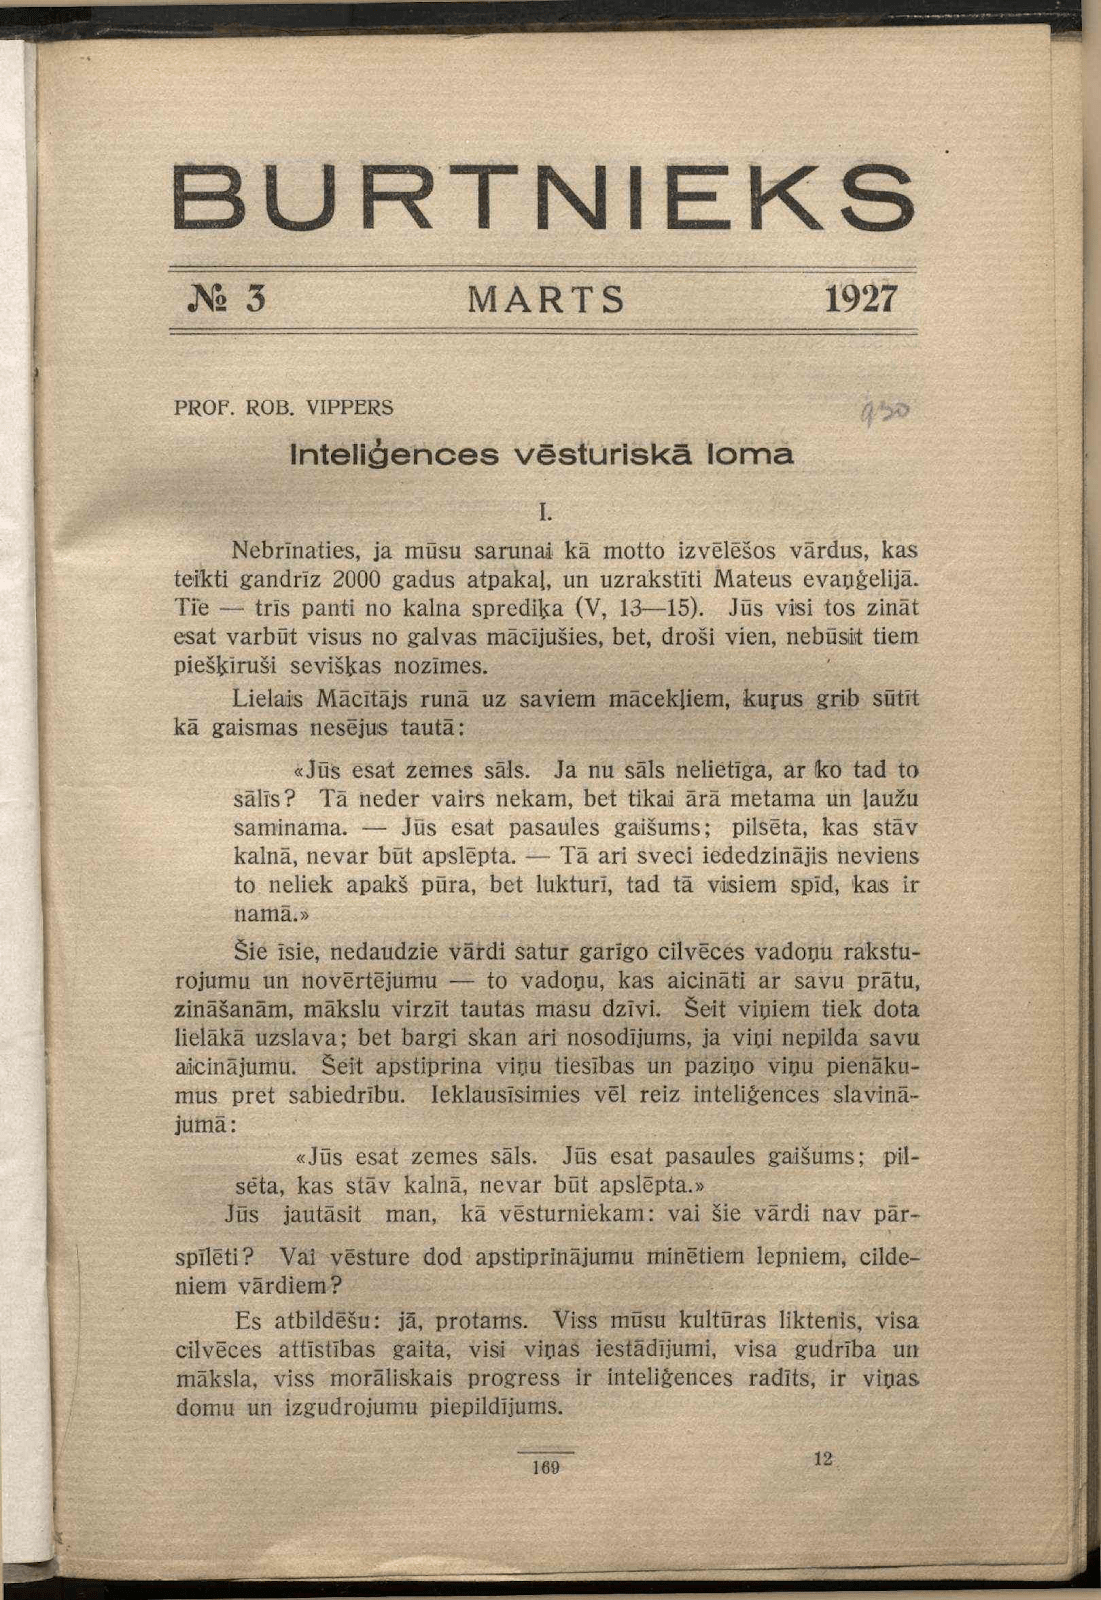 BURTNIEKS
№ 3 MARTS 1927
PROF. ROB. VIPPERS 930
Inteliģences vēsturiskā loma
I.
Nebrīnaties, ja mūsu sarunai kā motto izvēlēšos vārdus, kas
teikti gandrīz 2000 gadus atpakaļ, un uzrakstīti Mateus evaņģelijā.
Tie — trīs panti no kalna sprediķa (V, 13—15). Jūs visi tos zināt
esat varbūt visus no galvas mācījušies, bet, droši vien, nebūsit tiem
piešķīruši sevišķas nozīmes.
Lielais Mācītājs runā uz saviem mācekļiem, kuŗus grib sūtīt
kā gaismas nesējus tautā:
«Jūs esat zemes sāls. Ja nu sāls nelietīga, ar ko tad to
sālīs? Tā neder vairs nekam, bet tikai ārā metama un ļaužu
saminama. — Jūs esat pasaules gaišums; pilsēta, kas stāv
kalnā, nevar būt apslēpta. — Tā ari sveci iededzinājis neviens
to neliek apakš pūra, bet lukturī, tad tā visiem spīd, kas ir
namā.»
Šie īsie, nedaudzie vārdi satur garīgo cilvēces vadoņu rakstu-
rojumu un novērtējumu — to vadoņu, kas aicināti ar savu prātu,
zināšanām, mākslu virzīt tautas masu dzīvi. Šeit viņiem tiek dota
lielākā uzslava; bet bargi skan ari nosodījums, ja viņi nepilda savu
aicinājumu. Šeit apstiprina viņu tiesības un paziņo viņu pienāku-
mus pret sabiedrību. Ieklausīsimies vēl reiz inteliģences slavinā-
jumā:
«Jūs esat zemes sāls. Jūs esat pasaules gaišums; pil-
sēta, kas stāv kalnā, nevar būt apslēpta.»
Jūs jautāsit man, kā vēsturniekam: vai šie vārdi nav pār-
spīlēti? Vai vēsture dod apstiprinājumu minētiem lepniem, cilde-
niem vārdiem?
Es atbildēšu: jā, protams. Viss mūsu kultūras liktenis, visa
cilvēces attīstības gaita, visi viņas iestādījumi, visa gudrība un
māksla, viss morāliskais progress ir inteliģences radīts, ir viņas
domu un izgudrojumu piepildījums.
169 12